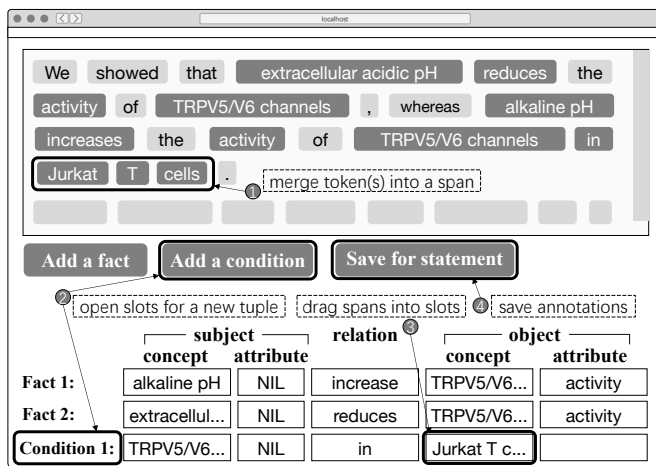 localhost
We showed that extracellular acidic pH reduces the
activity of TRPV5/V6 channels , whereas alkaline pH
increases the activity of TRPV5/V6 channels in
Jurkat T cells .
1 merge token(s) into a span
Add a fact Add a condition Save for statement
2 open slots for a new tuple drag spans into slots 3 4 save annotations
subject relation object
concept attribute concept attribute
Fact 1: alkaline pH NIL increase TRPV5/V6... activity
Fact 2: extracellul... NIL reduces TRPV5/V6... activity
Condition 1: TRPV5/V6... NIL in Jurkat T c...